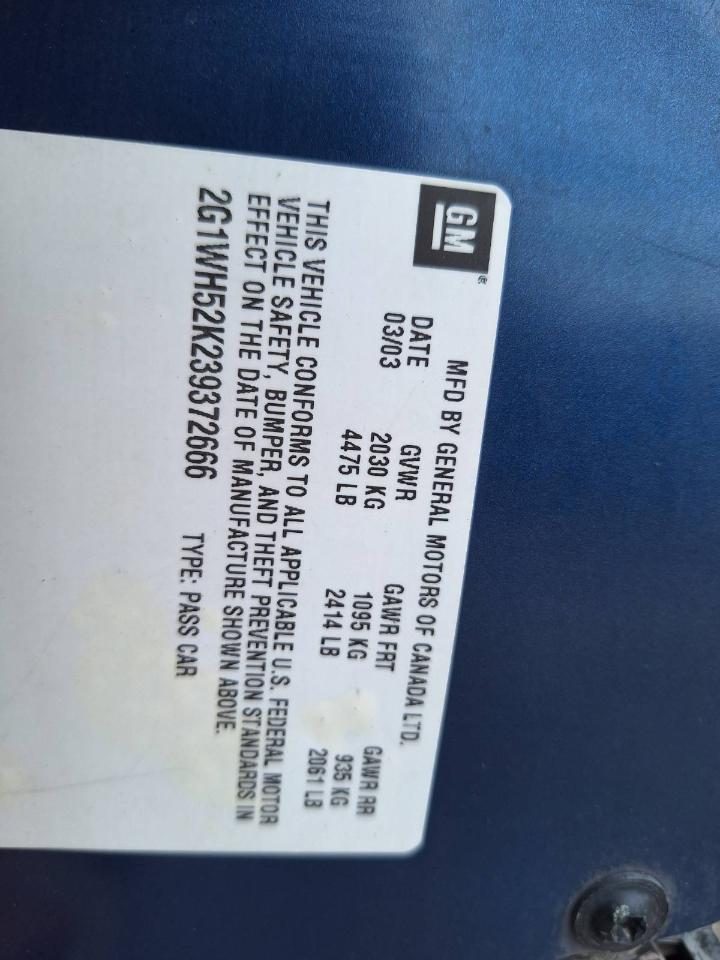 GM®
MFD BY GENERAL MOTORS OF CANADA LTD.
DATE GVWR GAWR FRT GAWR RR
03/03 2030 KG 1095 KG 935 KG
4475 LB 2414 LB 2061 LB
THIS VEHICLE CONFORMS TO ALL APPLICABLE U.S. FEDERAL MOTOR
VEHICLE SAFETY, BUMPER, AND THEFT PREVENTION STANDARDS IN
EFFECT ON THE DATE OF MANUFACTURE SHOWN ABOVE.
2G1WH52K239372666 TYPE: PASS CAR